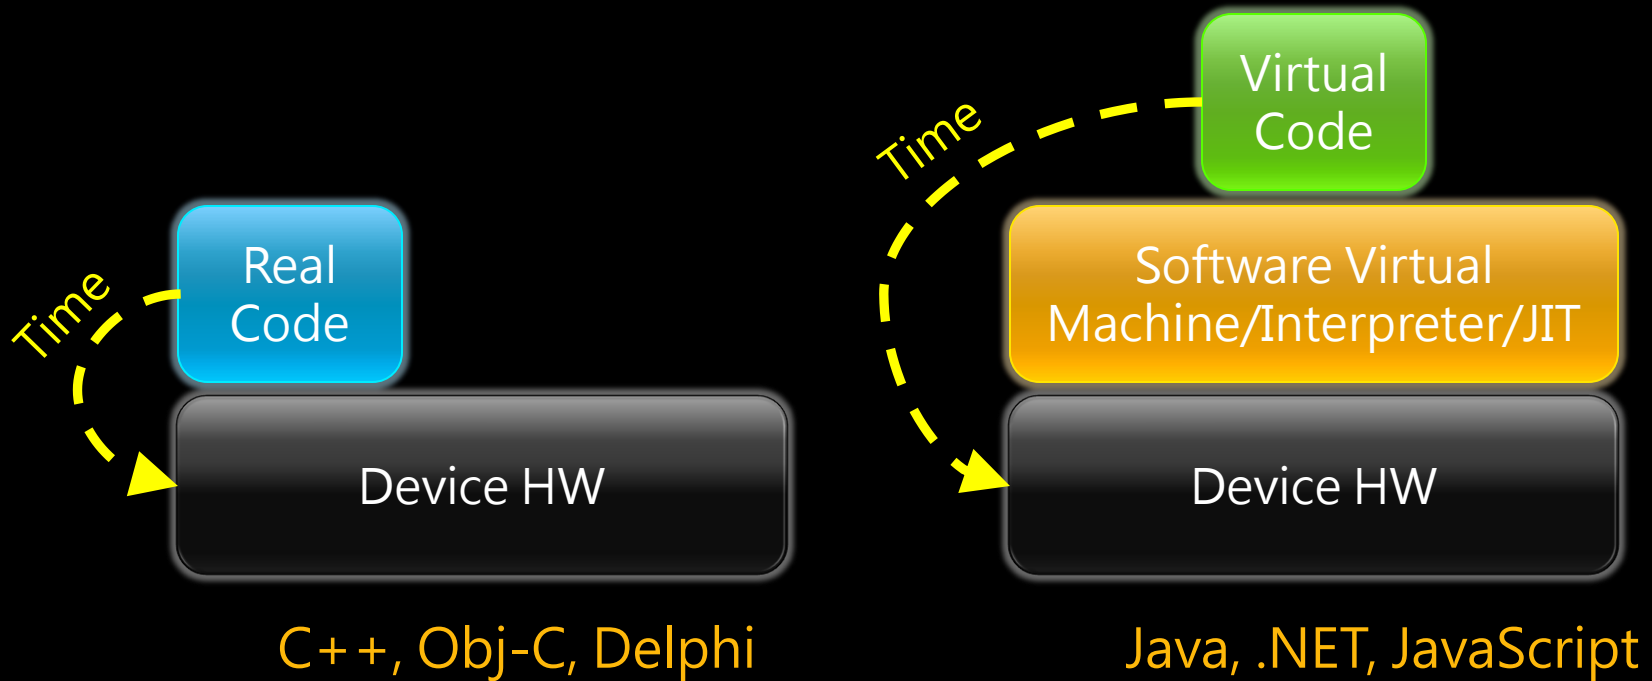 Time
Real
Code
Device HW
C++, Obj-C, Delphi
Time
Virtual
Code
Software Virtual
Machine/Interpreter/JIT
Device HW
Java, .NET, JavaScript